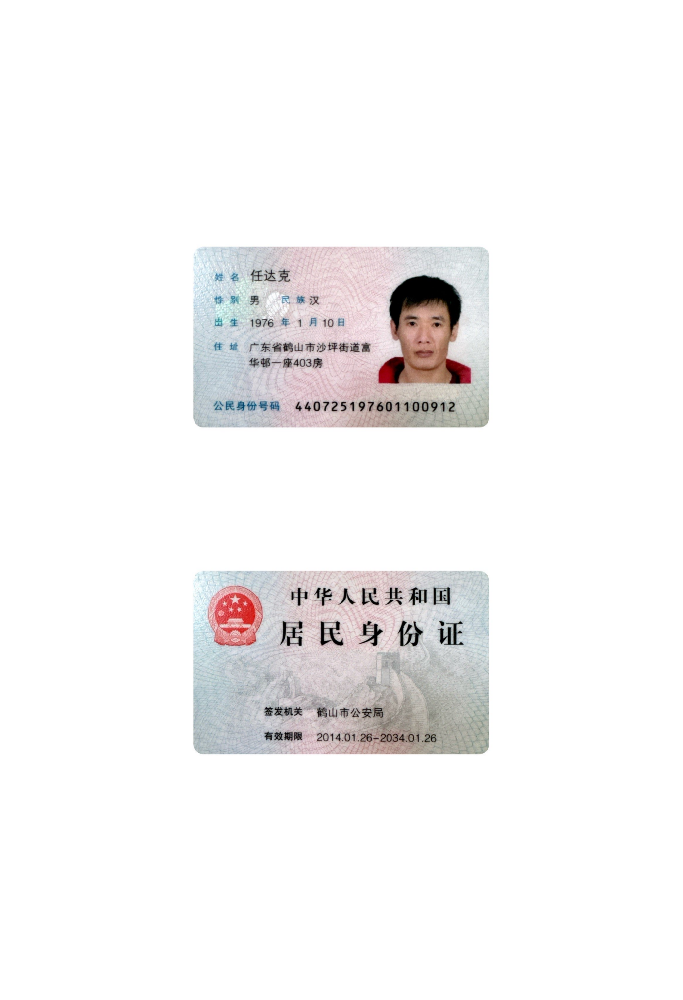 姓名 任达克
性别 男 民族 汉
出生 1976 年 1 月 10 日
住址 广东省鹤山市沙坪街道富
华邨一座403房
公民身份号码 440725197601100912
中华人民共和国
居民身份证
签发机关 鹤山市公安局
有效期限 2014.01.26-2034.01.26